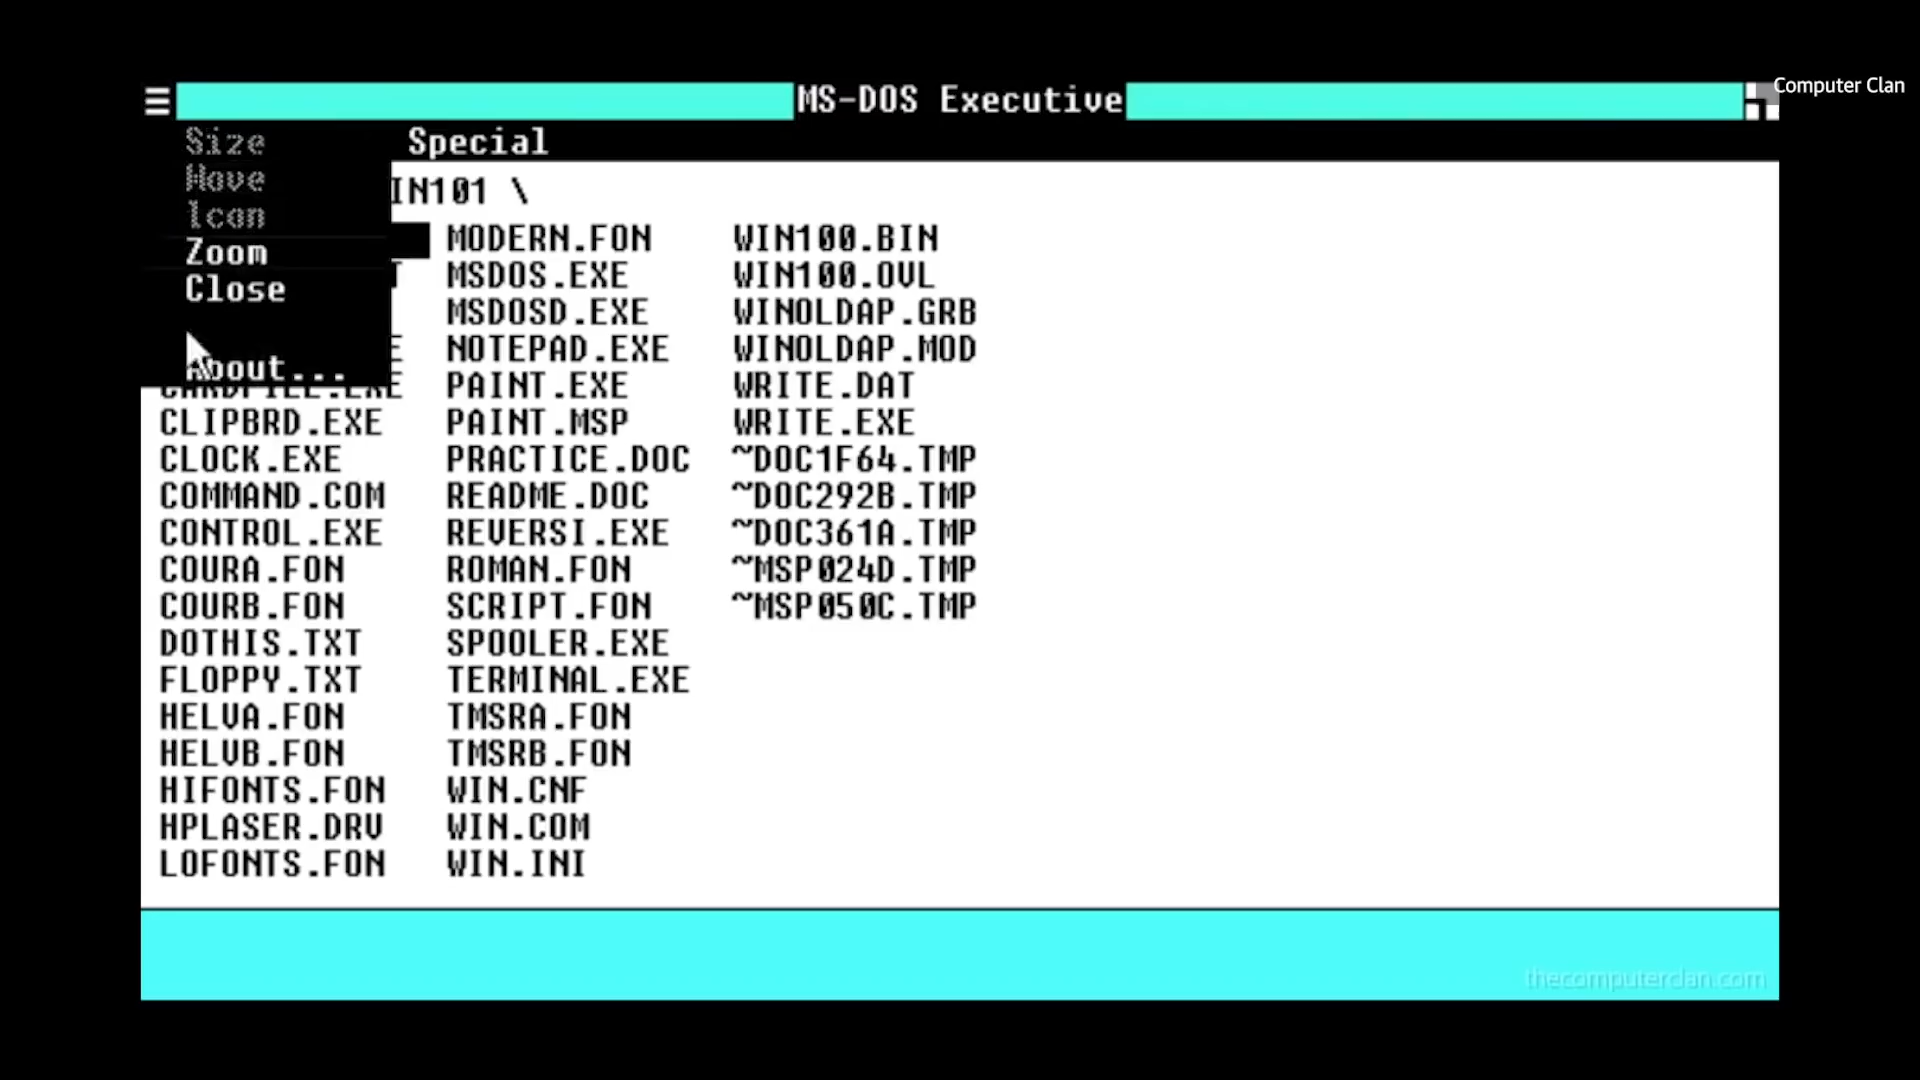 MS-DOS Executive
Computer Clan
Size Special
Move
Icon
Zoom
Close
About...
IN101 \
MODERN.FON WIN100.BIN
MSDOS.EXE WIN100.OVL
MSDOSD.EXE WINOLDAP.GRB
NOTEPAD.EXE WINOLDAP.MOD
CARDFILE.EXE PAINT.EXE WRITE.DAT
CLIPBRD.EXE PAINT.MSP WRITE.EXE
CLOCK.EXE PRACTICE.DOC ~DOC1F64.TMP
COMMAND.COM README.DOC ~DOC292B.TMP
CONTROL.EXE REVERSI.EXE ~DOC361A.TMP
COURA.FON ROMAN.FON ~MSP024D.TMP
COURB.FON SCRIPT.FON ~MSP050C.TMP
DOTHIS.TXT SPOOLER.EXE
FLOPPY.TXT TERMINAL.EXE
HELVA.FON TMSRA.FON
HELVB.FON TMSRB.FON
HIFONTS.FON WIN.CNF
HPLASER.DRV WIN.COM
LOFONTS.FON WIN.INI
thecomputerclan.com